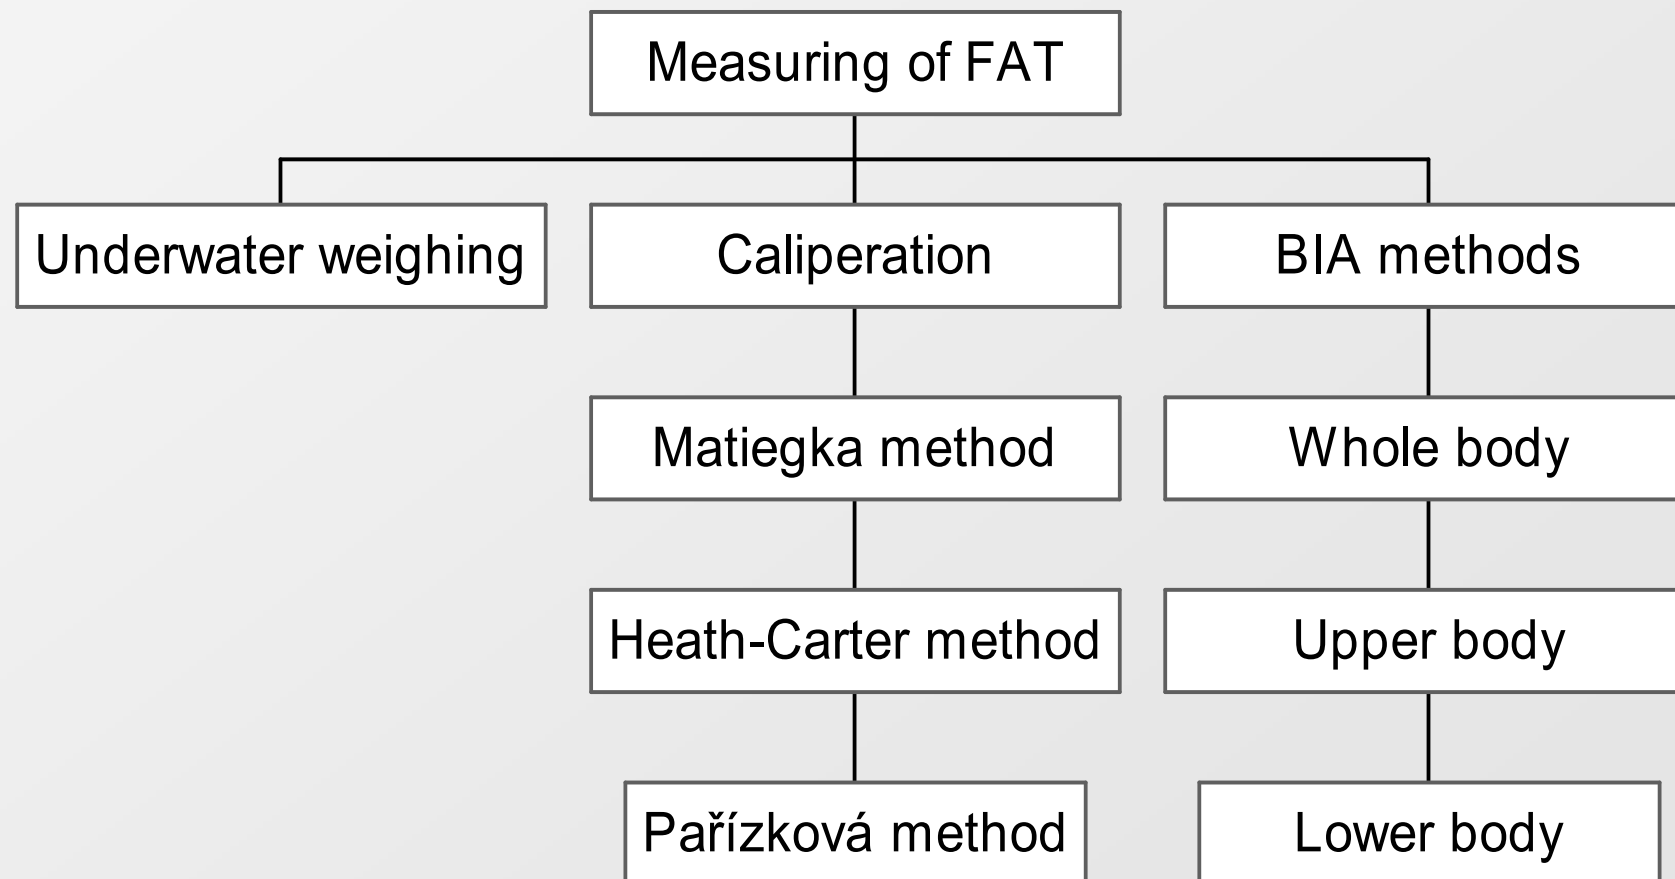 Measuring of FAT
Underwater weighing
Caliperation
BIA methods
Matiegka method
Whole body
Heath-Carter method
Upper body
Pařízková method
Lower body